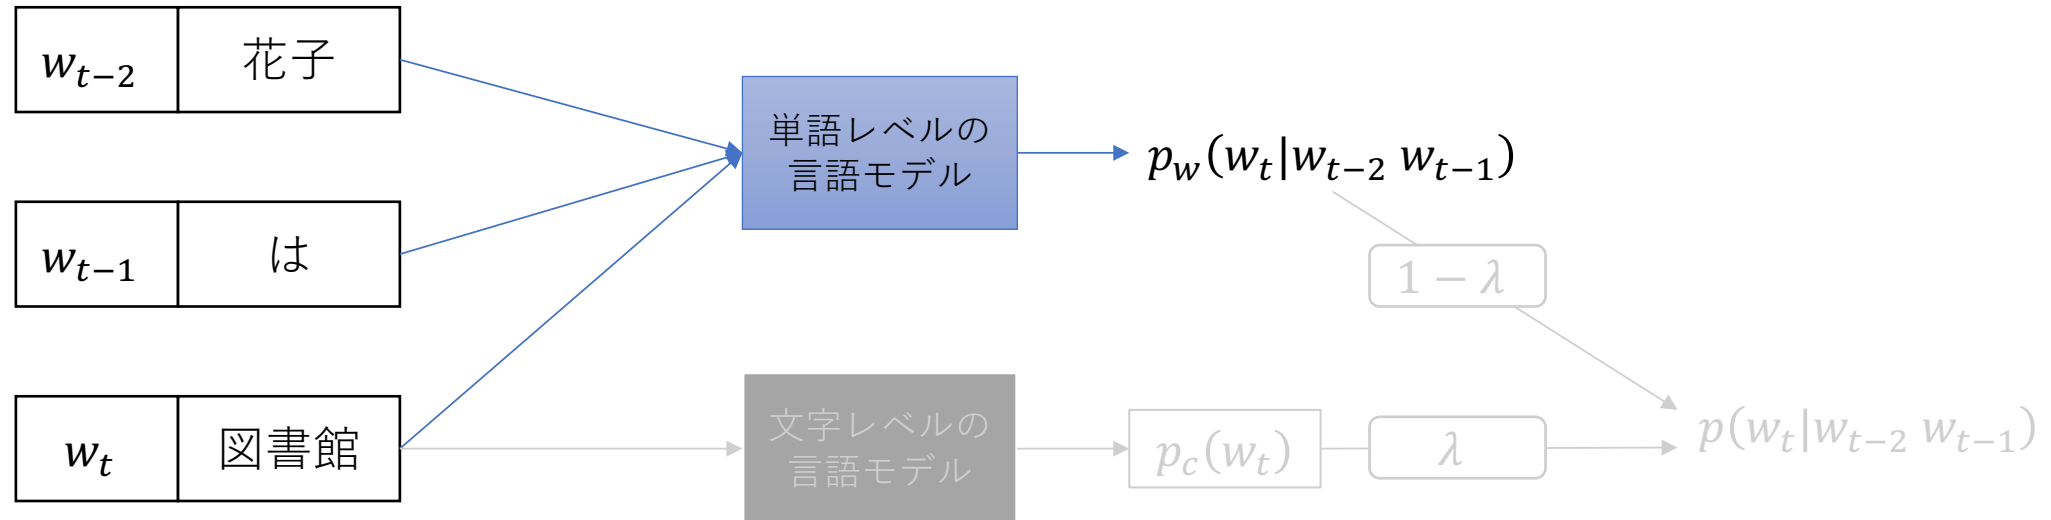 w_{t−2} 花子
単語レベルの
言語モデル
p_w(w_t|w_{t−2} w_{t−1})
w_{t−1} は
1 − λ
w_t 図書館
文字レベルの
言語モデル
p_c(w_t)
λ
p(w_t|w_{t−2} w_{t−1})